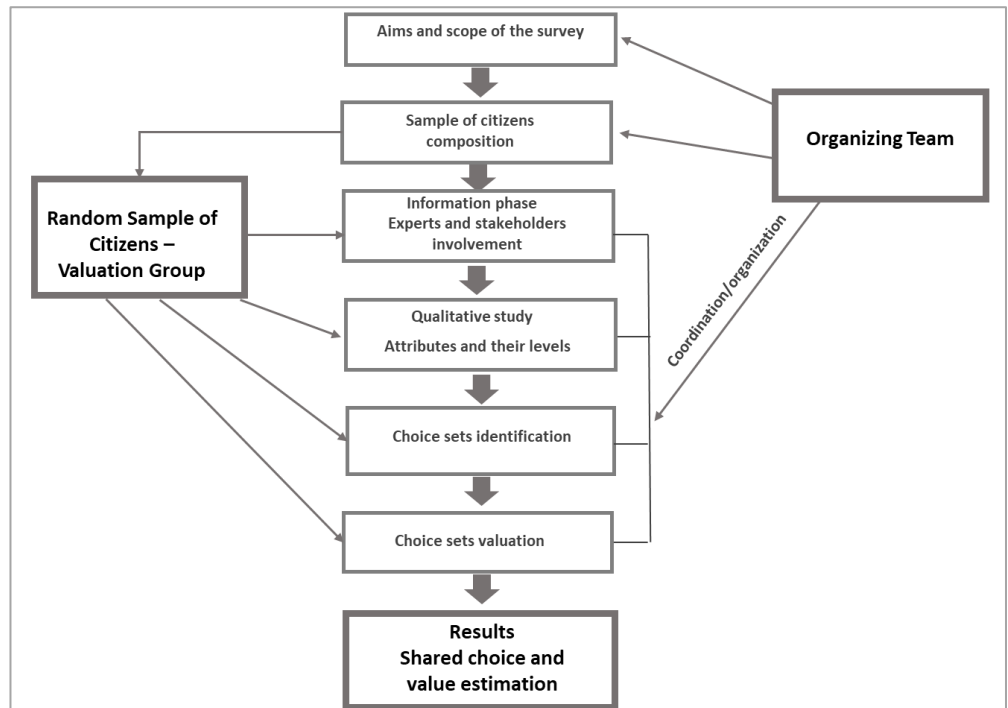 Aims and scope of the survey
Sample of citizens
composition
Organizing Team
Random Sample of
Citizens –
Valuation Group
Information phase
Experts and stakeholders
involvement
Coordination/organization
Qualitative study
Attributes and their levels
Choice sets identification
Choice sets valuation
Results
Shared choice and
value estimation